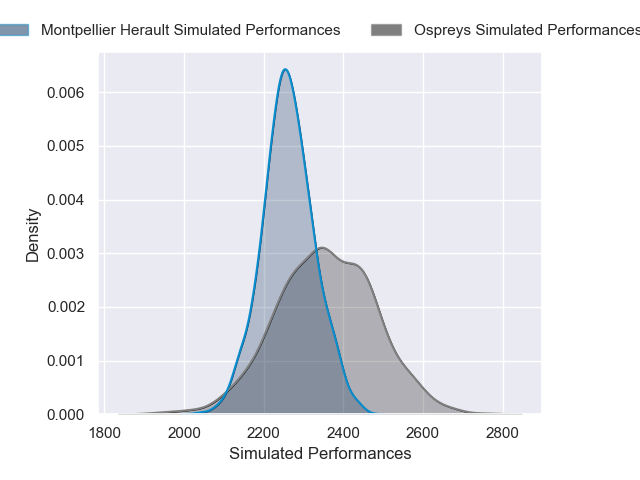 Montpellier Herault Simulated Performances
Ospreys Simulated Performances
0.006
0.005
0.004
0.003
0.002
0.001
0.000
Density
1800 2000 2200 2400 2600 2800
Simulated Performances